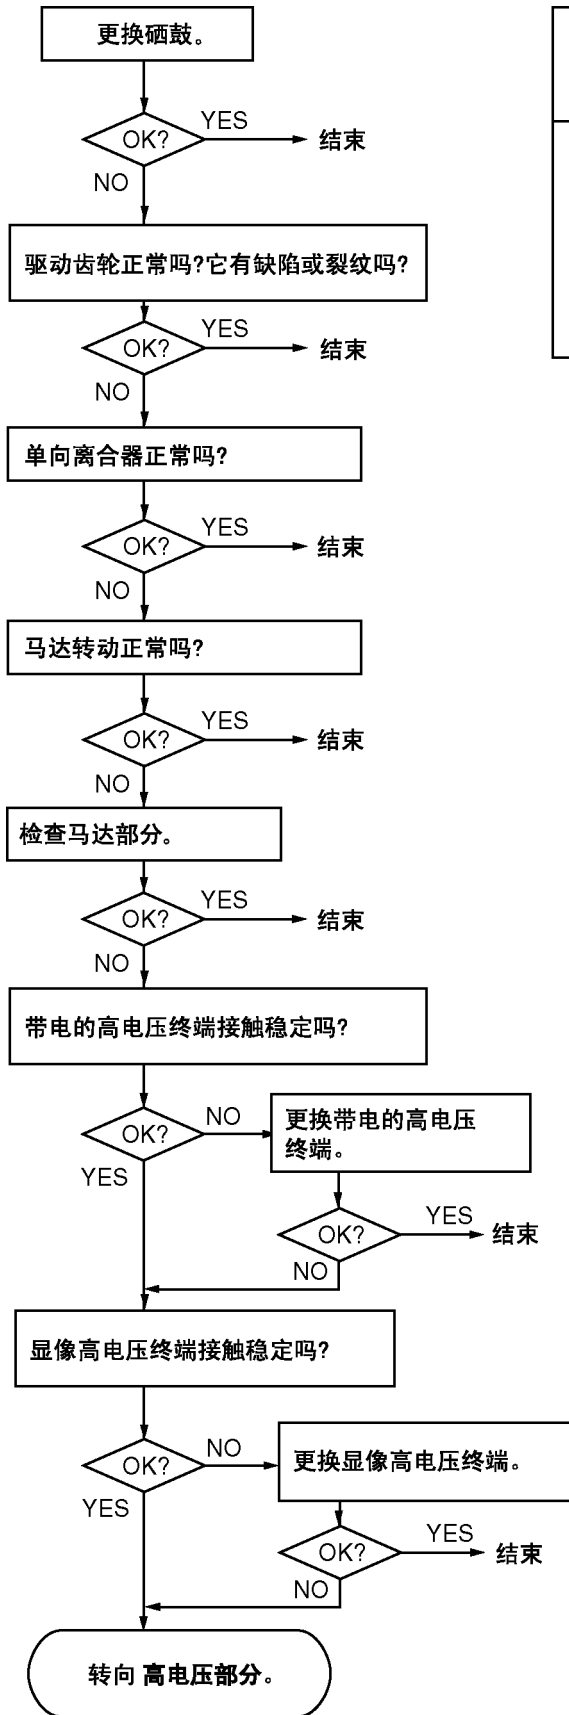 更换硒鼓。
YES
OK?
结束
NO
驱动齿轮正常吗?它有缺陷或裂纹吗?
YES
OK?
结束
NO
单向离合器正常吗?
YES
OK?
结束
NO
马达转动正常吗?
YES
OK?
结束
NO
检查马达部分。
YES
OK?
结束
NO
带电的高电压终端接触稳定吗?
NO
OK?
更换带电的高电压
终端。
YES
YES
OK?
结束
NO
显像高电压终端接触稳定吗?
NO
OK?
更换显像高电压终端。
YES
YES
OK?
结束
NO
转向 高电压部分。